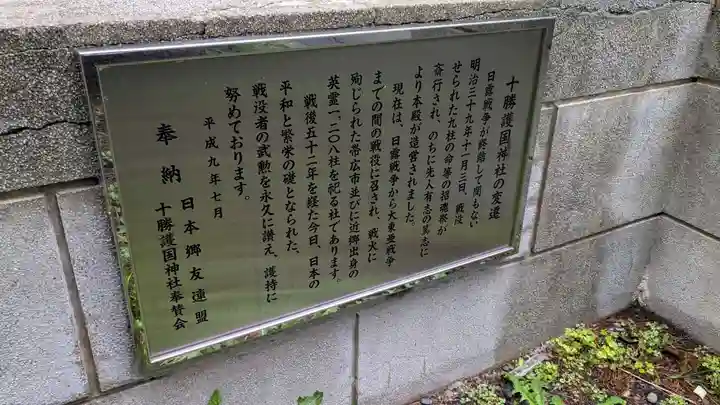 十勝護国神社の変遷
日露戦争が終結して間もない
明治三十九年十一月三日、戦没
せられた九柱の命等の招魂祭が
斎行され、のちに先人有志の篤志に
より本殿が造営されました。
現在は、日露戦争から大東亜戦争
までの間の戦役に召され、戦火に
殉じられた帯広市並びに近郷出身の
英霊一、二〇八柱を祀る社であります。
戦後五十二年を経た今日、日本の
平和と繁栄の礎となられた、
戦没者の武勲を永久に讃え、護持に
努めております。
平成九年七月
奉納 日本郷友連盟
十勝護国神社奉賛会